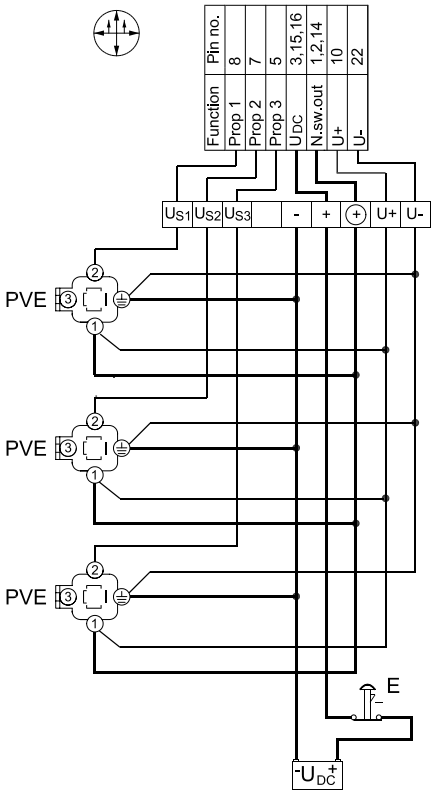 Function Prop 1 Prop 2 Prop 3 UDC N.sw.out U+ U-
Pin no. 8 7 5 3,15,16 1,2,14 10 22
US1 US2 US3 - + + U+ U-
2
PVE 3
1
2
PVE 3
1
2
PVE 3
1
E
- UDC +